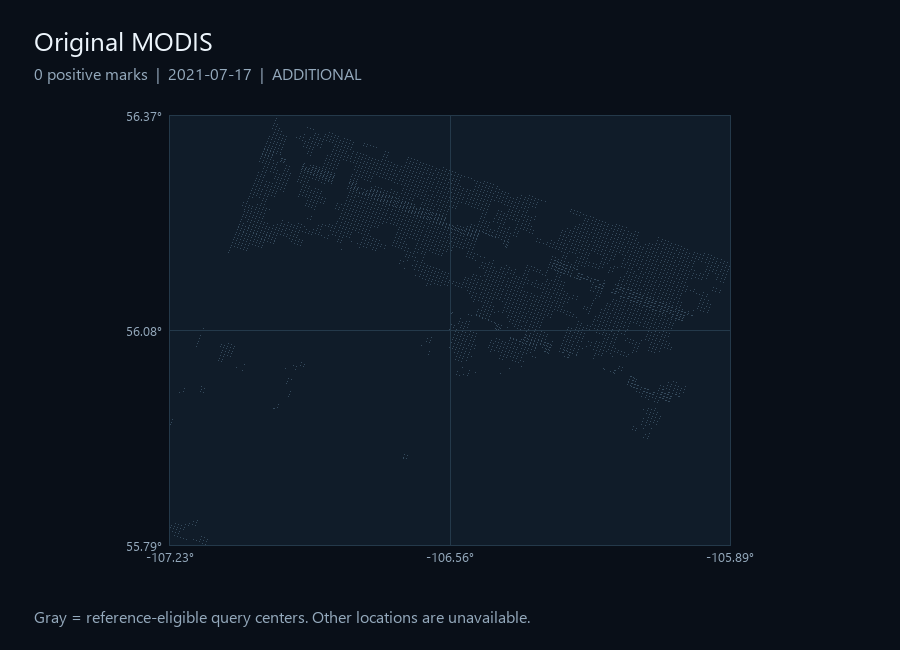 Original MODIS
0 positive marks | 2021-07-17 | ADDITIONAL
56.37°
56.08°
55.79°
-107.23°
-106.56°
-105.89°
Gray = reference-eligible query centers. Other locations are unavailable.